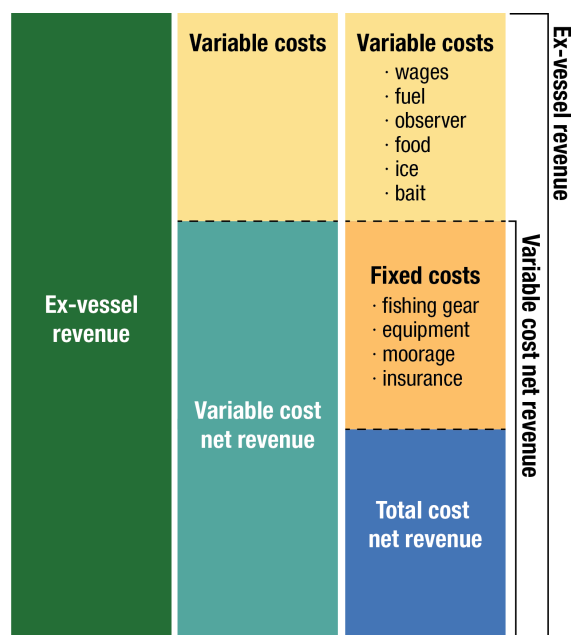 Ex-vessel
revenue
Variable costs
Variable cost
net revenue
Variable costs
· wages
· fuel
· observer
· food
· ice
· bait
Fixed costs
· fishing gear
· equipment
· moorage
· insurance
Total cost
net revenue
Variable cost net revenue
Ex-vessel revenue